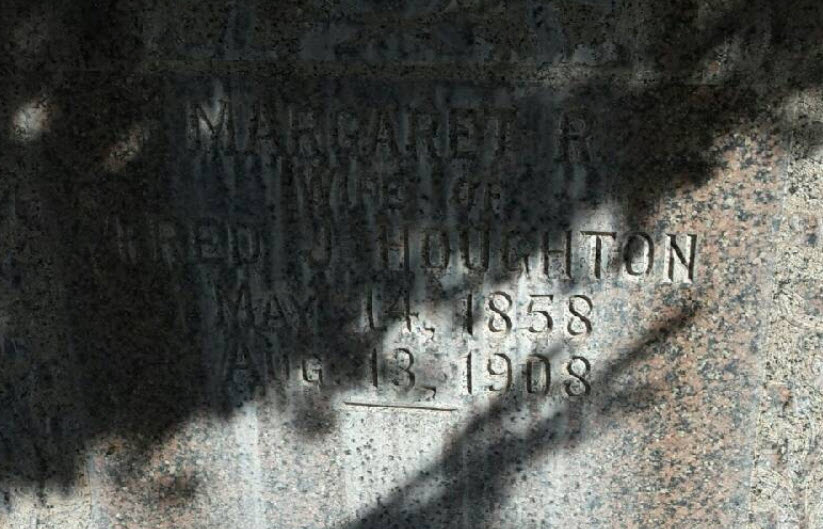 MARGARET R.
WIFE OF
FRED J. HOUGHTON
MAY 14, 1858
AUG. 13, 1908